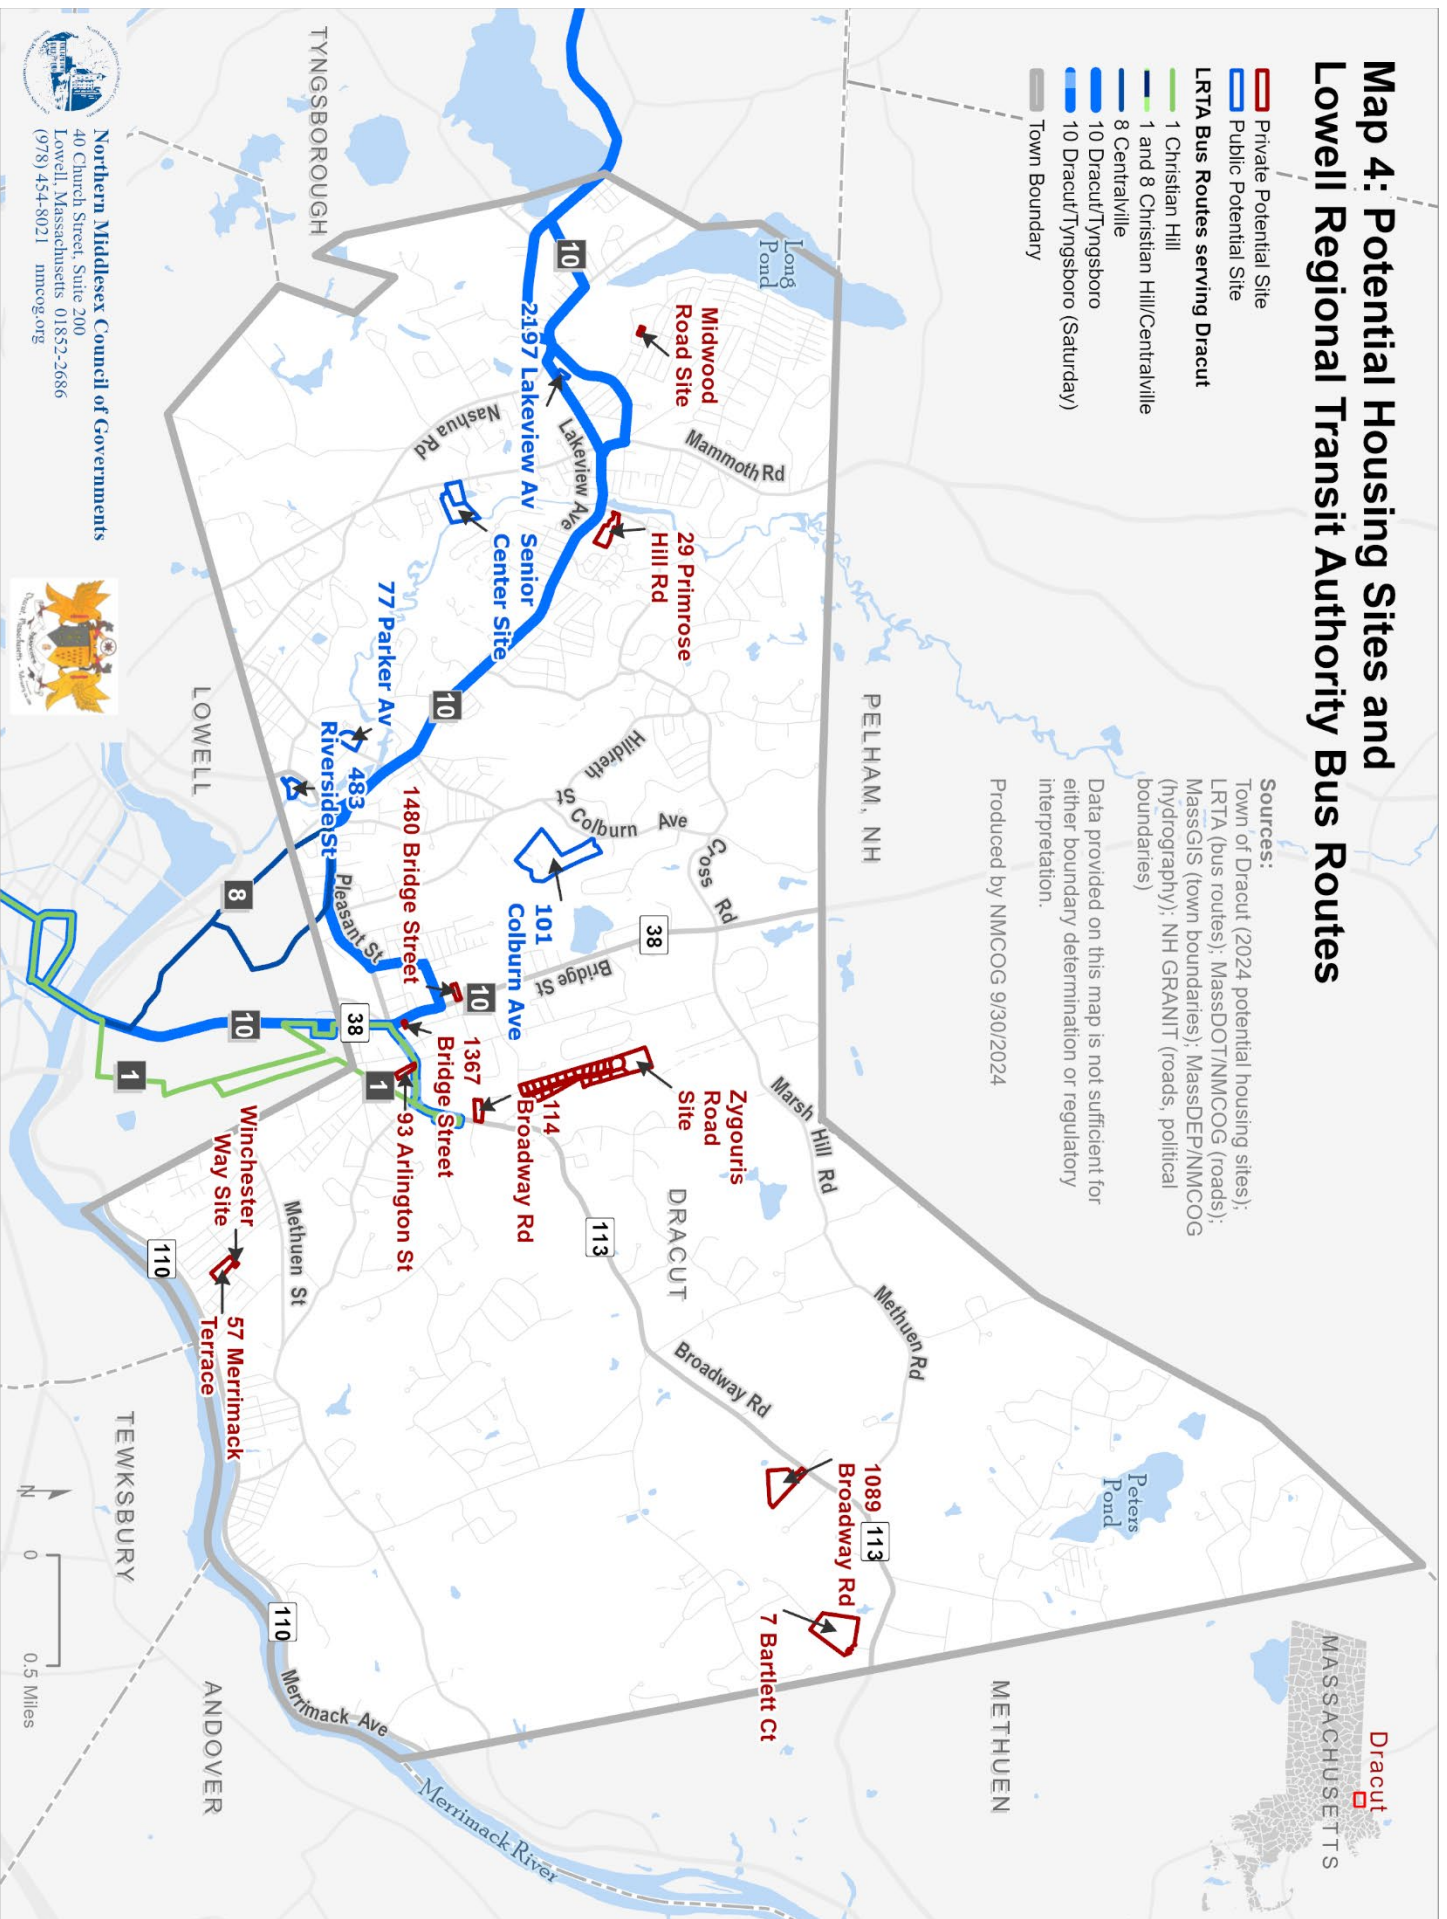 Map 4: Potential Housing Sites and
Lowell Regional Transit Authority Bus Routes
Private Potential Site
Public Potential Site
LRTA Bus Routes serving Dracut
1 Christian Hill
1 and 8 Christian Hill/Centralville
8 Centralville
10 Dracut/Tyngsboro
10 Dracut/Tyngsboro (Saturday)
Town Boundary
Sources:
Town of Dracut (2024 potential housing sites);
LRTA (bus routes); MassDOT/NMCOG (roads);
MassGIS (town boundaries); MassDEP/NMCOG
(hydrography); NH GRANIT (roads, political
boundaries)
Data provided on this map is not sufficient for
either boundary determination or regulatory
interpretation.
Produced by NMCOG 9/30/2024
Dracut
MASSACHUSETTS
PELHAM, NH
METHUEN
DRACUT
TYNGSBOROUGH
LOWELL
TEWKSBURY
ANDOVER
Long
Pond
Peters
Pond
Merrimack River
Midwood
Road Site
29 Primrose
Hill Rd
2197 Lakeview Av
Senior
Center Site
77 Parker Av
483
Riverside St
101
Colburn Ave
1480 Bridge Street
1367
Bridge Street
93 Arlington St
114
Broadway Rd
Zygouris
Road
Site
1089
Broadway Rd
7 Bartlett Ct
Winchester
Way Site
57 Merrimack
Terrace
Mammoth Rd
Lakeview Ave
Nashua Rd
Hildreth
St
Colburn Ave
Cross Rd
Bridge St
Pleasant St
Marsh Hill Rd
Methuen Rd
Broadway Rd
Methuen St
Merrimack Ave
10
10
10
10
8
1
1
38
38
113
113
110
110
N
0
0.5 Miles
Northern Middlesex Council of Governments
40 Church Street, Suite 200
Lowell, Massachusetts 01852-2686
(978) 454-8021 nmcog.org